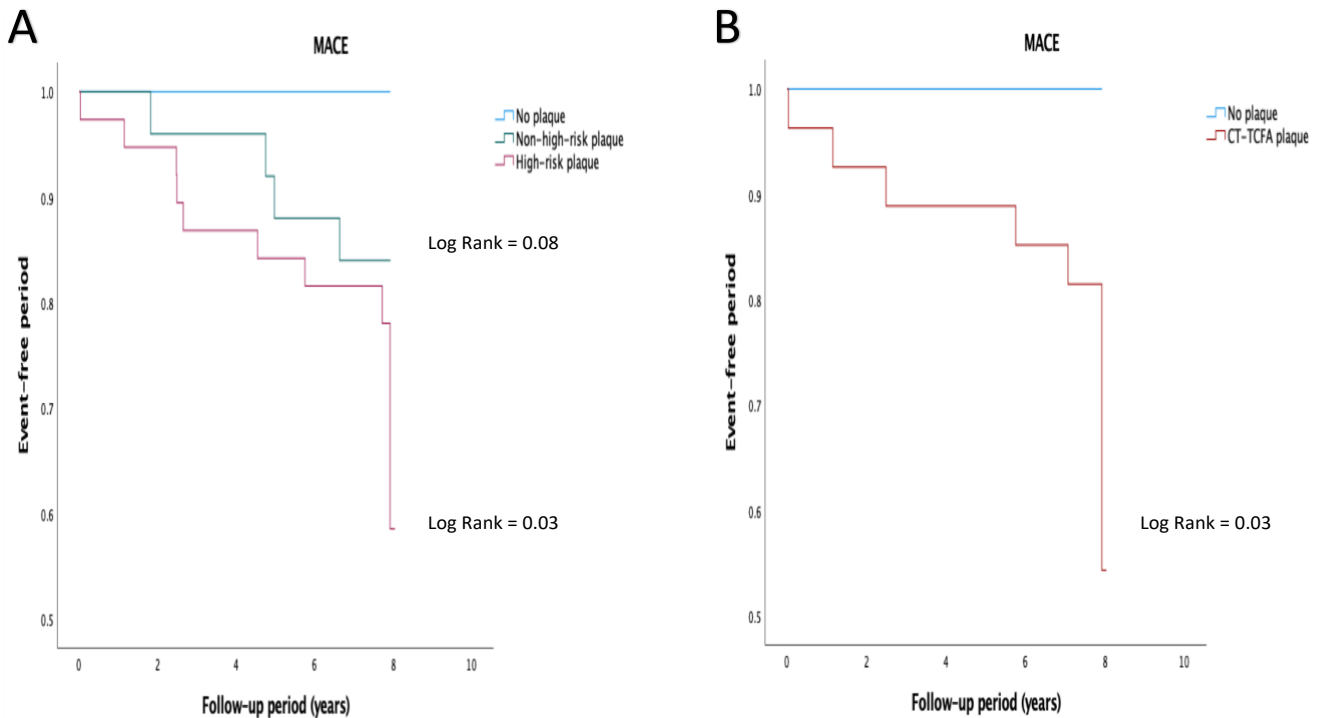 A
MACE
1.0
0.9
0.8
0.7
0.6
0.5
0 2 4 6 8 10
Event-free period
Follow-up period (years)
No plaque
Non-high-risk plaque
High-risk plaque
Log Rank = 0.08
Log Rank = 0.03
B
MACE
1.0
0.9
0.8
0.7
0.6
0.5
0 2 4 6 8 10
Event-free period
Follow-up period (years)
No plaque
CT-TCFA plaque
Log Rank = 0.03